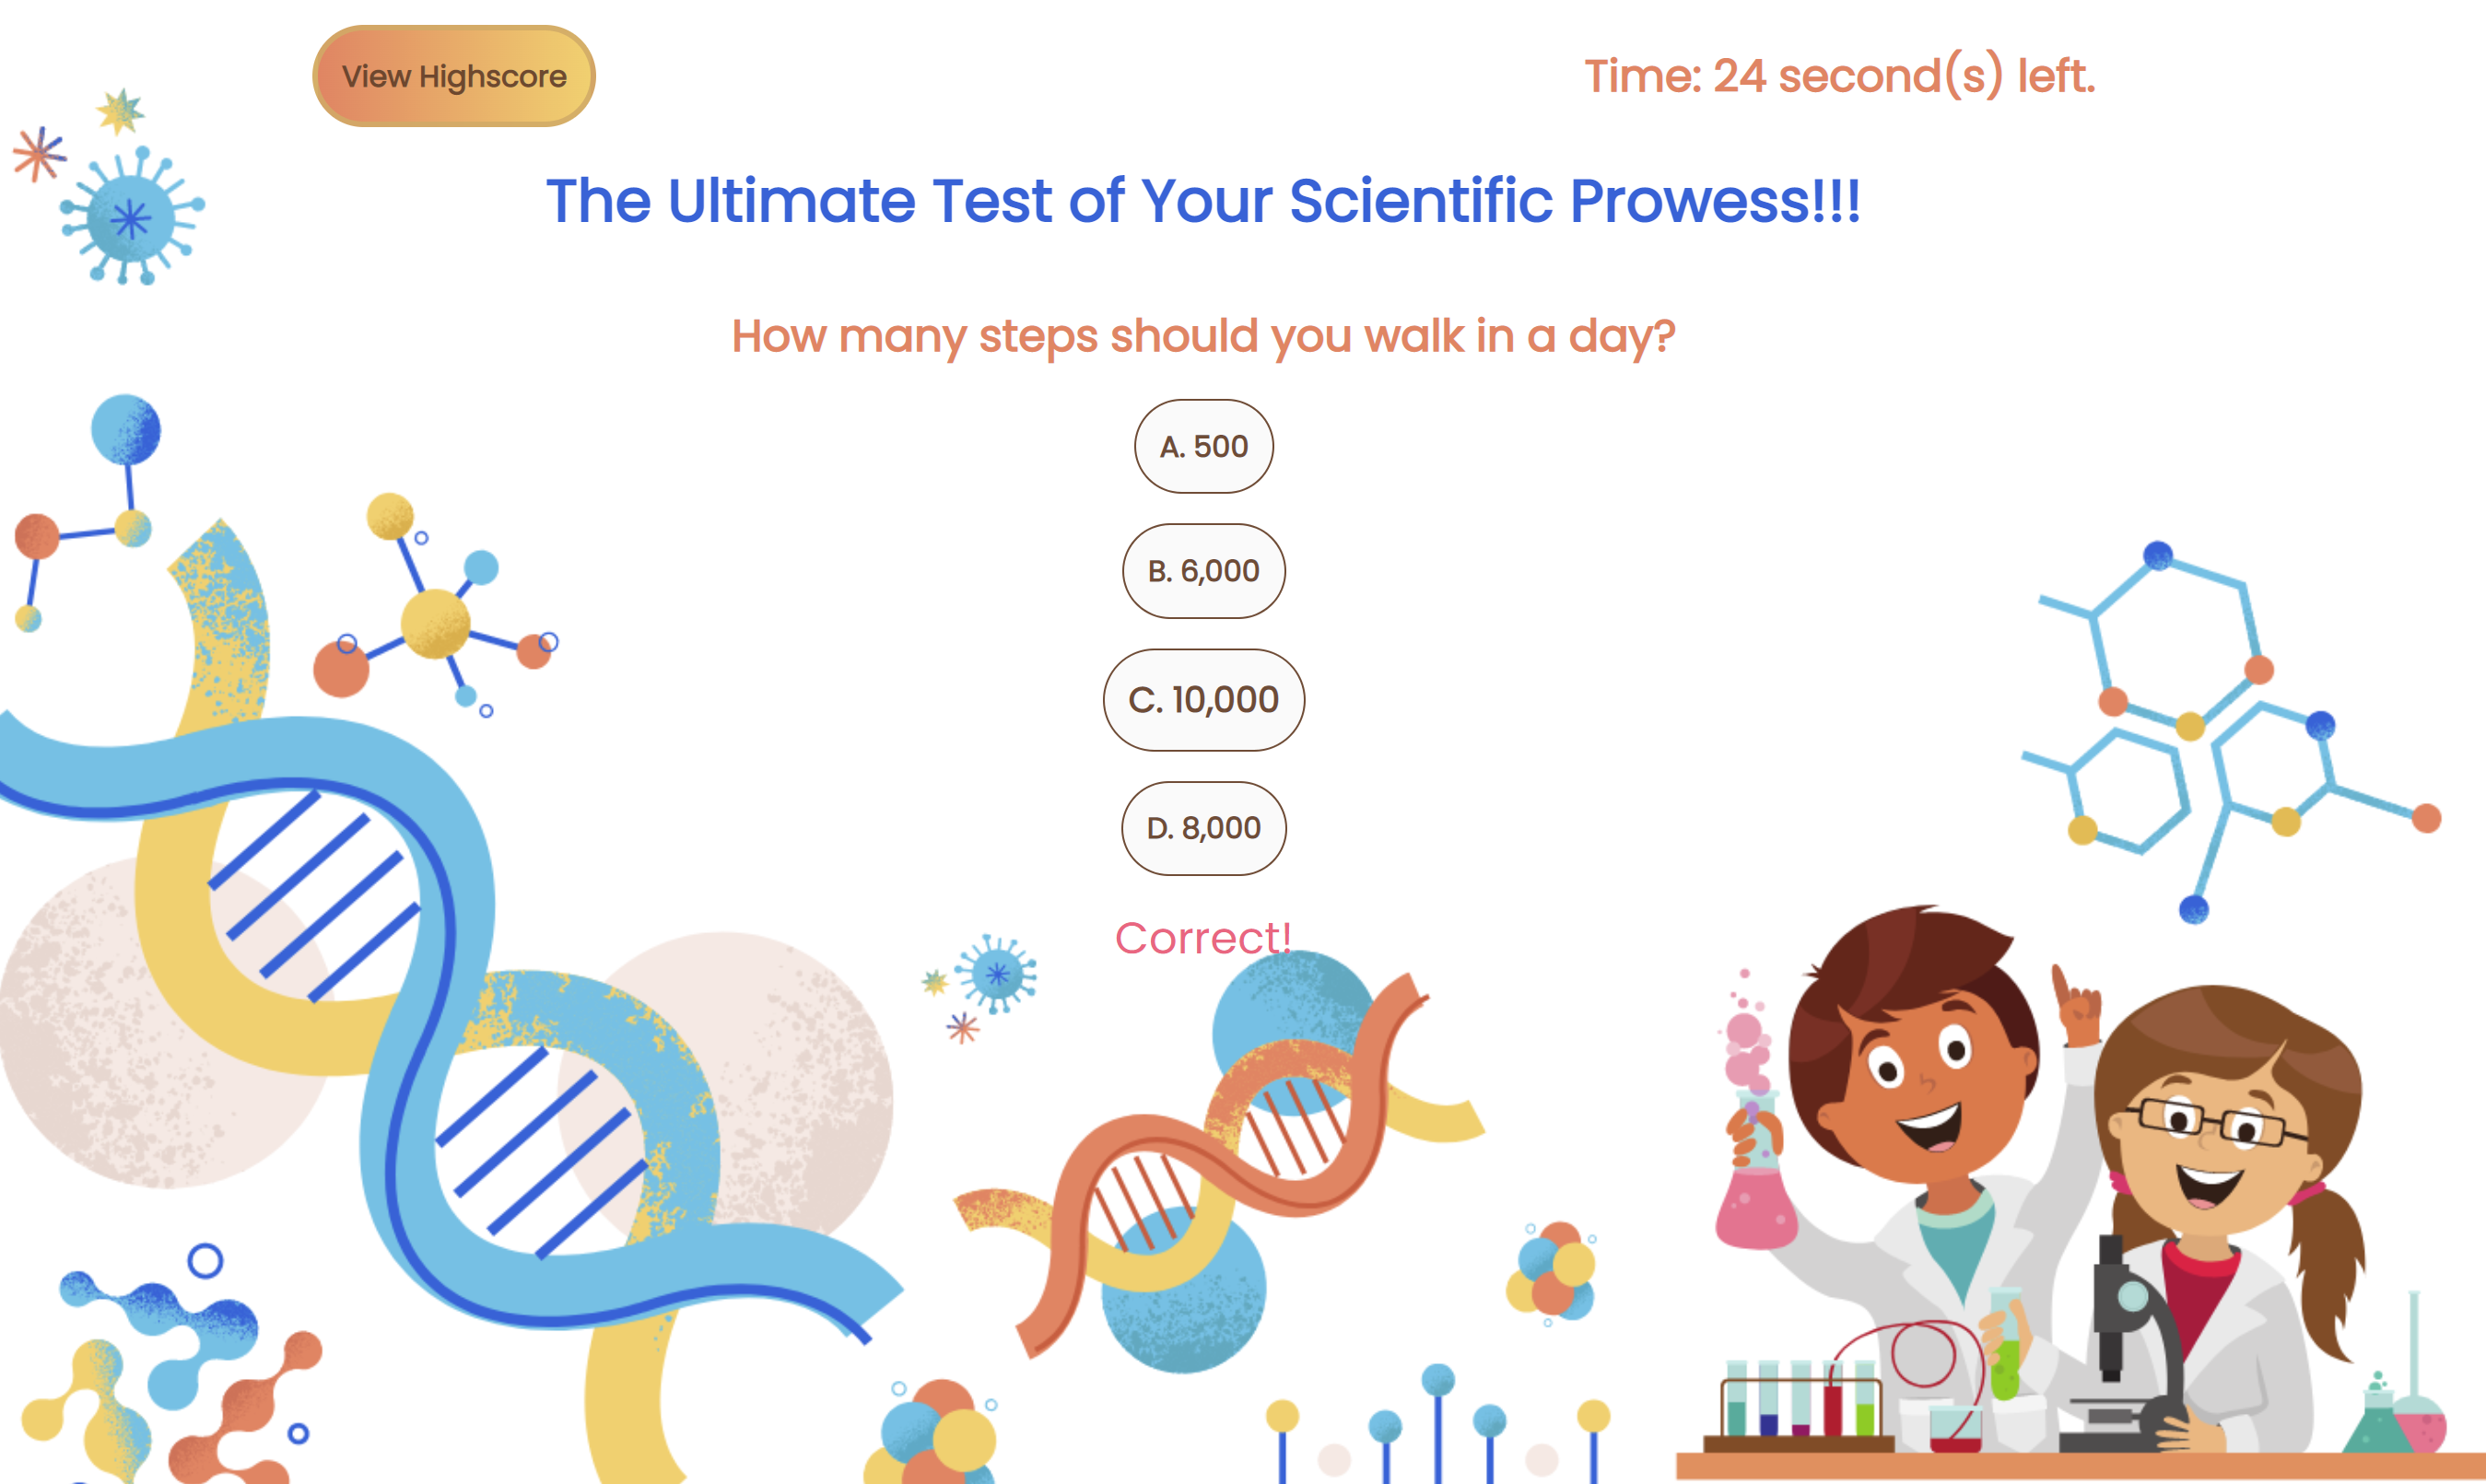 View Highscore
Time: 24 second(s) left.
The Ultimate Test of Your Scientific Prowess!!!
How many steps should you walk in a day?
A. 500
B. 6,000
C. 10,000
D. 8,000
Correct!